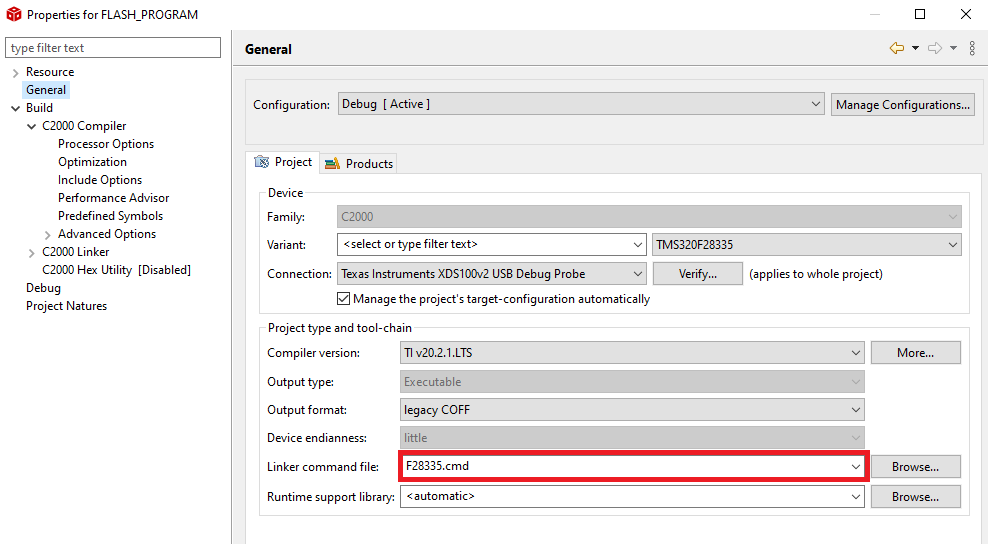 Properties for FLASH_PROGRAM
type filter text
Resource
General
Build
C2000 Compiler
Processor Options
Optimization
Include Options
Performance Advisor
Predefined Symbols
Advanced Options
C2000 Linker
C2000 Hex Utility [Disabled]
Debug
Project Natures
General
Configuration: Debug [ Active ] Manage Configurations...
Project Products
Device
Family: C2000
Variant: <select or type filter text> TMS320F28335
Connection: Texas Instruments XDS100v2 USB Debug Probe Verify... (applies to whole project)
Manage the project's target-configuration automatically
Project type and tool-chain
Compiler version: TI v20.2.1.LTS More...
Output type: Executable
Output format: legacy COFF
Device endianness: little
Linker command file: F28335.cmd Browse...
Runtime support library: <automatic> Browse...